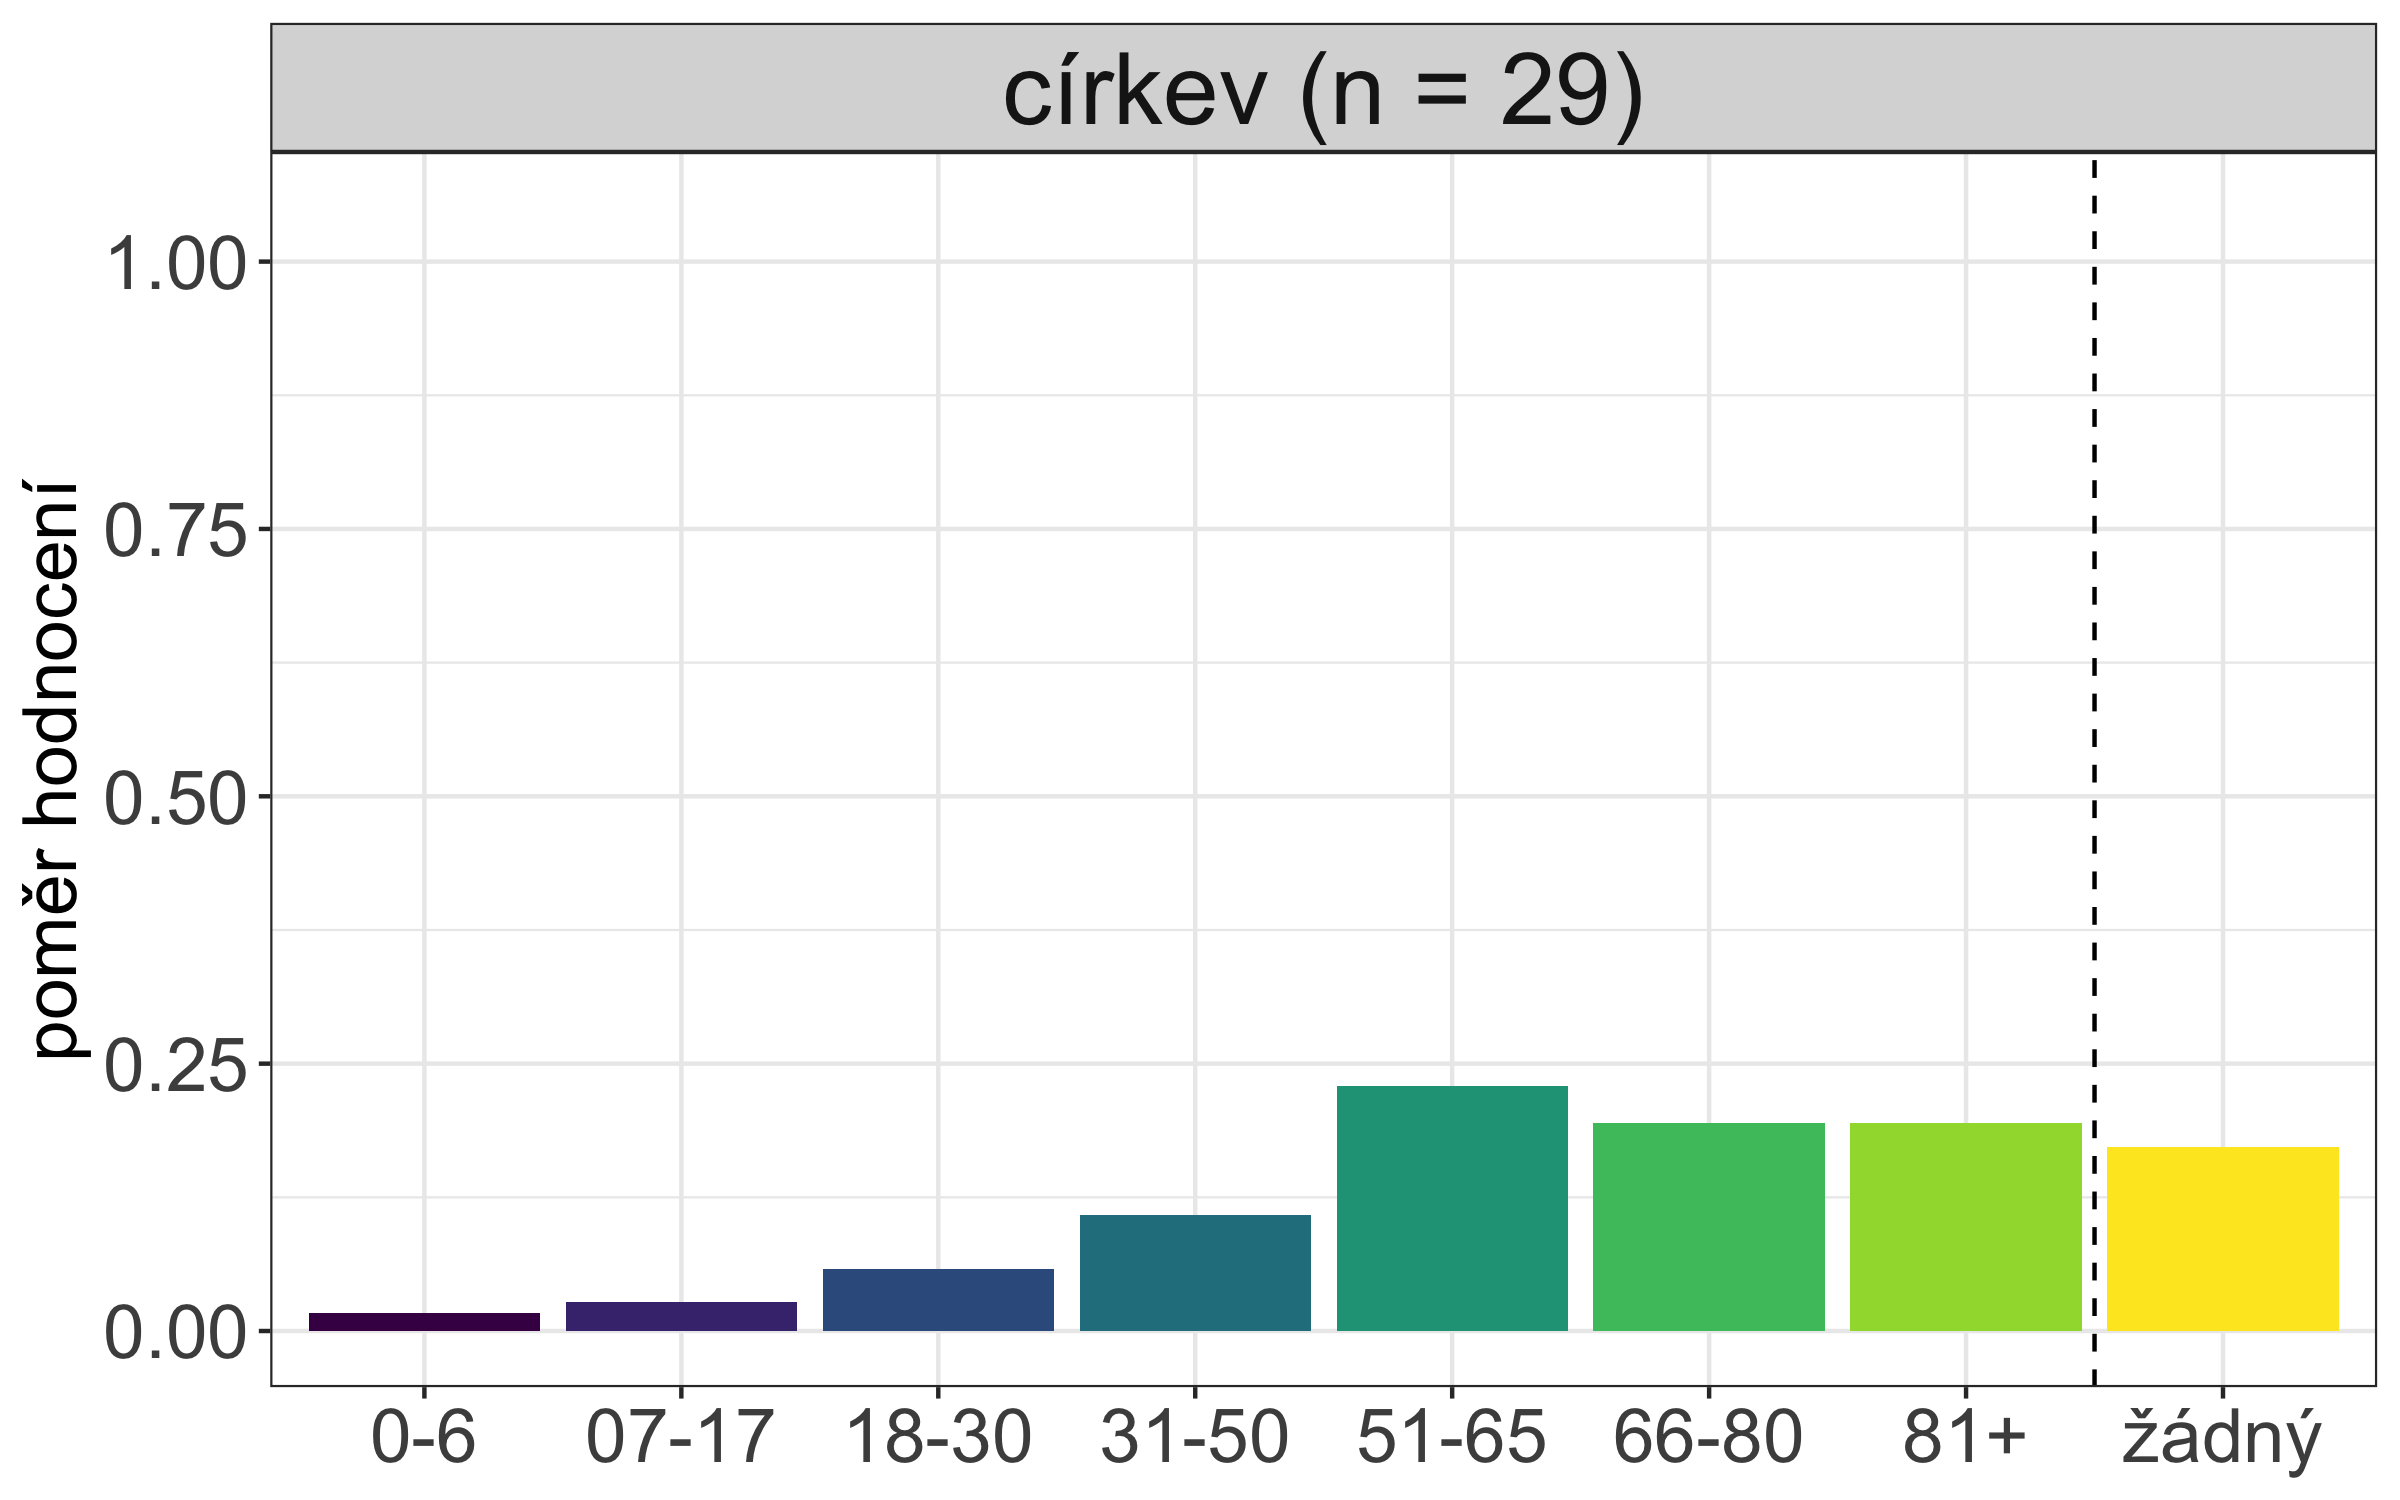 církev (n = 29)
poměr hodnocení
1.00
0.75
0.50
0.25
0.00
0-6 07-17 18-30 31-50 51-65 66-80 81+ žádný